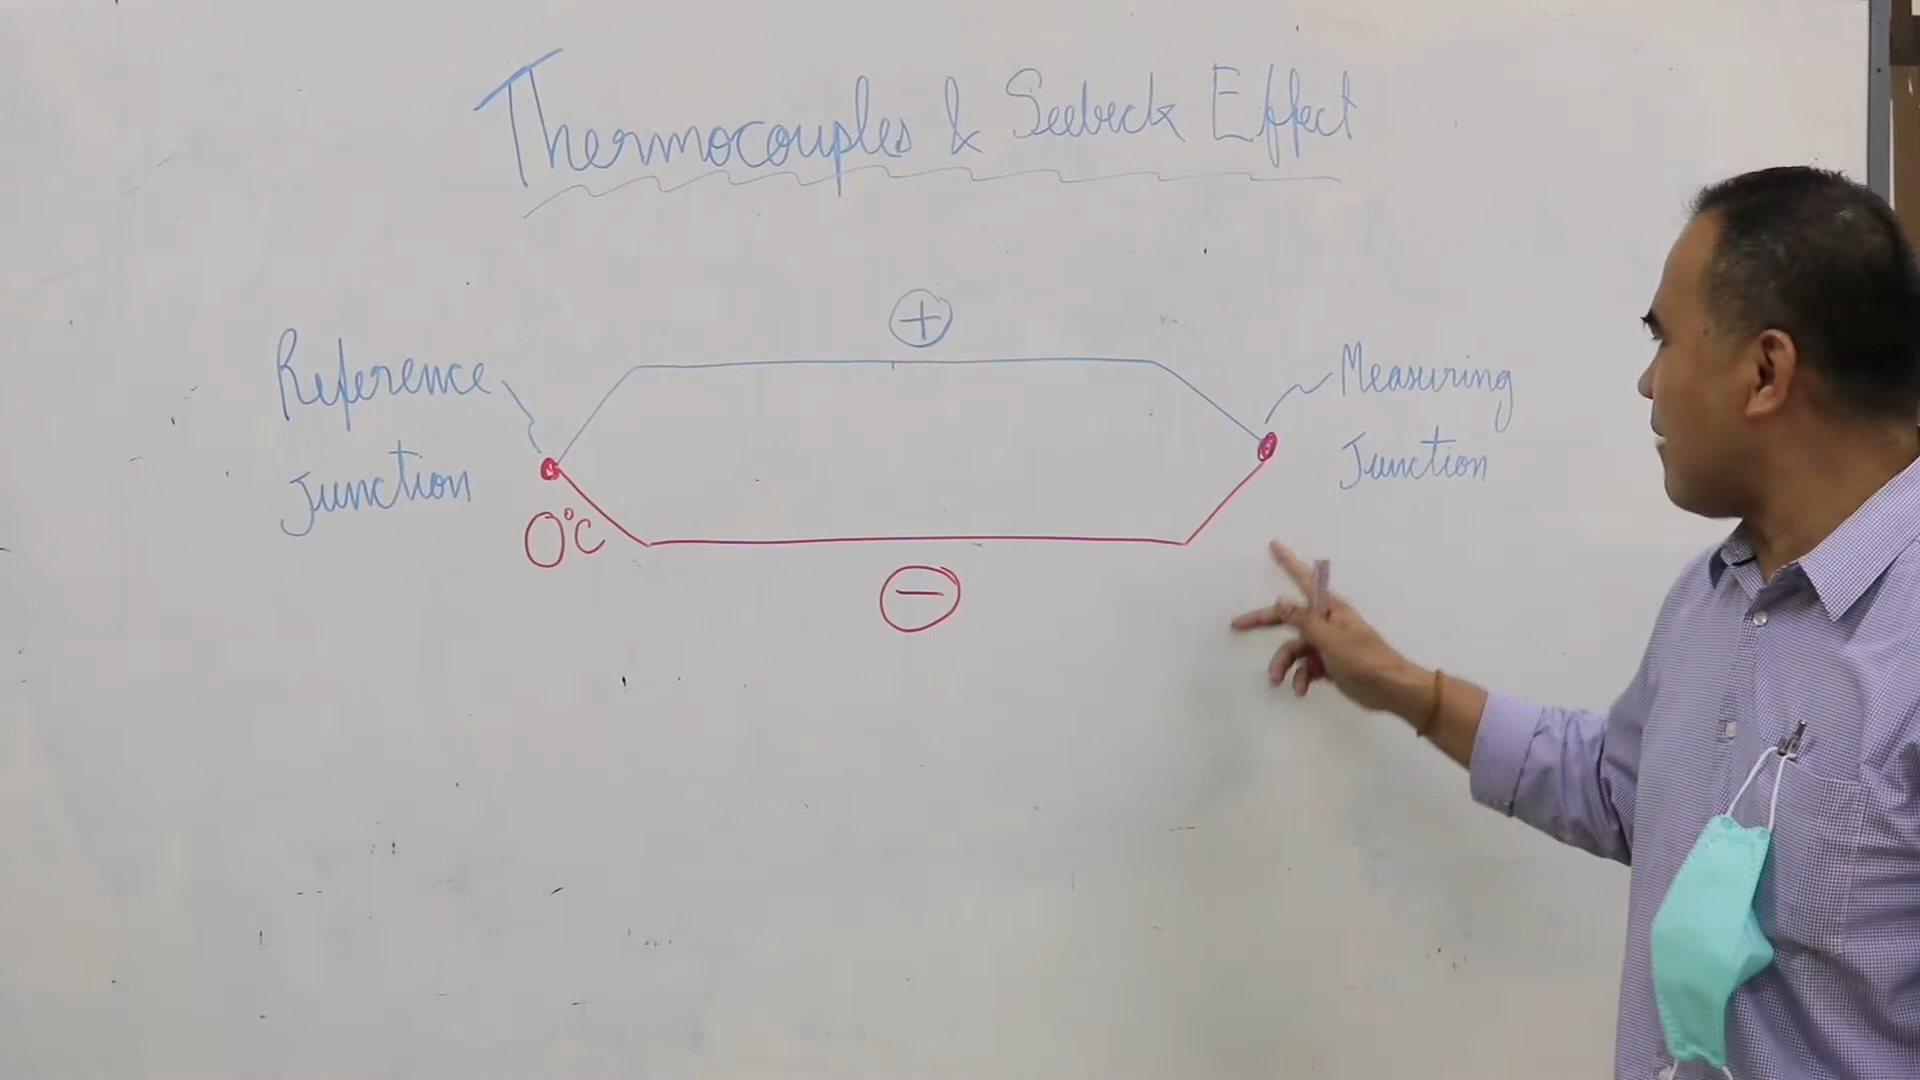 Thermocouples & Seebeck Effect
+
Reference
Junction
Measuring
Junction
0°C
−